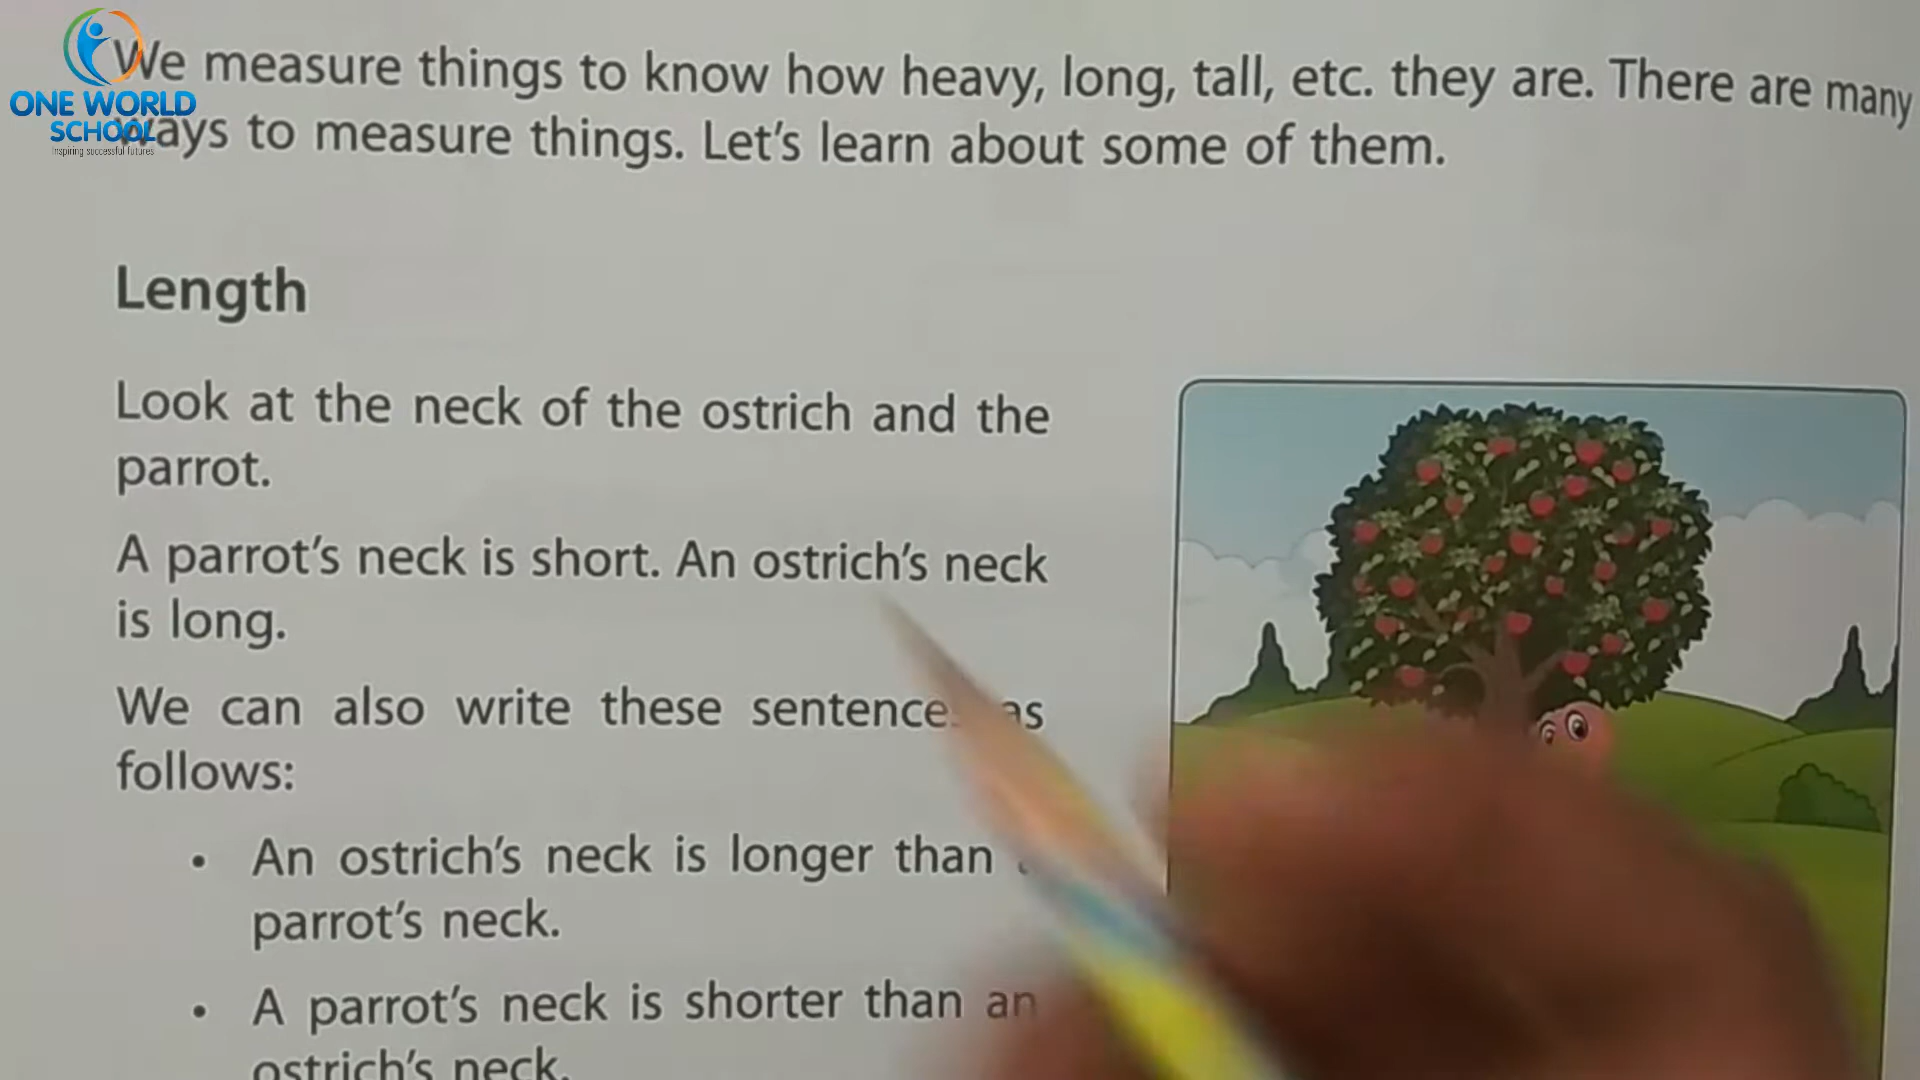 ONE WORLD
SCHOOL
Inspiring successful futures
We measure things to know how heavy, long, tall, etc. they are. There are many
ways to measure things. Let's learn about some of them.
Length
Look at the neck of the ostrich and the
parrot.
A parrot's neck is short. An ostrich's neck
is long.
We can also write these sentences as
follows:
• An ostrich's neck is longer than
parrot's neck.
• A parrot's neck is shorter than an
ostrich's neck.